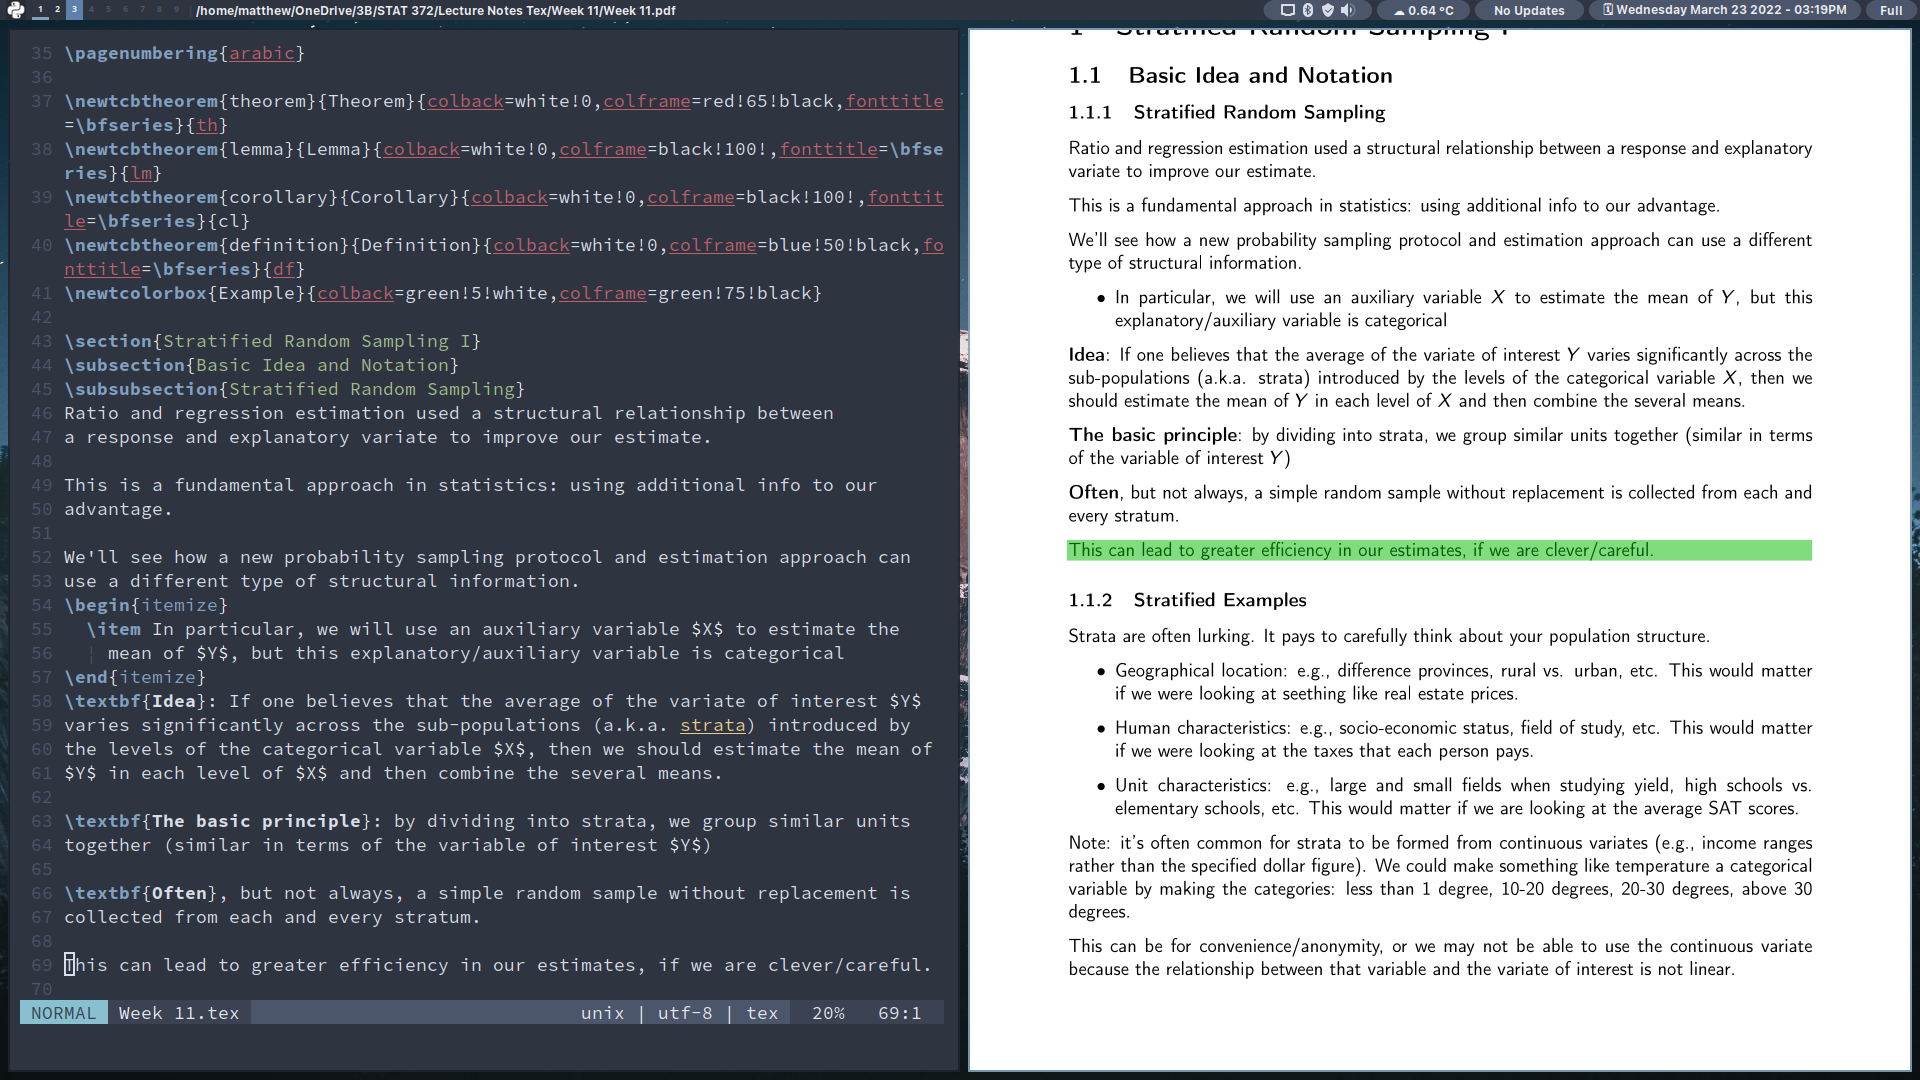 1 2 3 4 5 6 7 8 9 /home/matthew/OneDrive/3B/STAT 372/Lecture Notes Tex/Week 11/Week 11.pdf
0.64 °C
No Updates
Wednesday March 23 2022 - 03:19PM
Full
35 \pagenumbering{arabic}
36
37 \newtcbtheorem{theorem}{Theorem}{colback=white!0,colframe=red!65!black,fonttitle
=\bfseries}{th}
38 \newtcbtheorem{lemma}{Lemma}{colback=white!0,colframe=black!100!,fonttitle=\bfse
ries}{lm}
39 \newtcbtheorem{corollary}{Corollary}{colback=white!0,colframe=black!100!,fonttit
le=\bfseries}{cl}
40 \newtcbtheorem{definition}{Definition}{colback=white!0,colframe=blue!50!black,fo
nttitle=\bfseries}{df}
41 \newtcolorbox{Example}{colback=green!5!white,colframe=green!75!black}
42
43 \section{Stratified Random Sampling I}
44 \subsection{Basic Idea and Notation}
45 \subsubsection{Stratified Random Sampling}
46 Ratio and regression estimation used a structural relationship between
47 a response and explanatory variate to improve our estimate.
48
49 This is a fundamental approach in statistics: using additional info to our
50 advantage.
51
52 We'll see how a new probability sampling protocol and estimation approach can
53 use a different type of structural information.
54 \begin{itemize}
55 \item In particular, we will use an auxiliary variable $X$ to estimate the
56 mean of $Y$, but this explanatory/auxiliary variable is categorical
57 \end{itemize}
58 \textbf{Idea}: If one believes that the average of the variate of interest $Y$
59 varies significantly across the sub-populations (a.k.a. strata) introduced by
60 the levels of the categorical variable $X$, then we should estimate the mean of
61 $Y$ in each level of $X$ and then combine the several means.
62
63 \textbf{The basic principle}: by dividing into strata, we group similar units
64 together (similar in terms of the variable of interest $Y$)
65
66 \textbf{Often}, but not always, a simple random sample without replacement is
67 collected from each and every stratum.
68
69 This can lead to greater efficiency in our estimates, if we are clever/careful.
70
NORMAL Week 11.tex unix | utf-8 | tex 20% 69:1
1 Stratified Random Sampling I
1.1 Basic Idea and Notation
1.1.1 Stratified Random Sampling
Ratio and regression estimation used a structural relationship between a response and explanatory
variate to improve our estimate.
This is a fundamental approach in statistics: using additional info to our advantage.
We'll see how a new probability sampling protocol and estimation approach can use a different
type of structural information.
• In particular, we will use an auxiliary variable X to estimate the mean of Y, but this
explanatory/auxiliary variable is categorical
Idea: If one believes that the average of the variate of interest Y varies significantly across the
sub-populations (a.k.a. strata) introduced by the levels of the categorical variable X, then we
should estimate the mean of Y in each level of X and then combine the several means.
The basic principle: by dividing into strata, we group similar units together (similar in terms
of the variable of interest Y)
Often, but not always, a simple random sample without replacement is collected from each and
every stratum.
This can lead to greater efficiency in our estimates, if we are clever/careful.
1.1.2 Stratified Examples
Strata are often lurking. It pays to carefully think about your population structure.
• Geographical location: e.g., difference provinces, rural vs. urban, etc. This would matter
if we were looking at seething like real estate prices.
• Human characteristics: e.g., socio-economic status, field of study, etc. This would matter
if we were looking at the taxes that each person pays.
• Unit characteristics: e.g., large and small fields when studying yield, high schools vs.
elementary schools, etc. This would matter if we are looking at the average SAT scores.
Note: it's often common for strata to be formed from continuous variates (e.g., income ranges
rather than the specified dollar figure). We could make something like temperature a categorical
variable by making the categories: less than 1 degree, 10-20 degrees, 20-30 degrees, above 30
degrees.
This can be for convenience/anonymity, or we may not be able to use the continuous variate
because the relationship between that variable and the variate of interest is not linear.